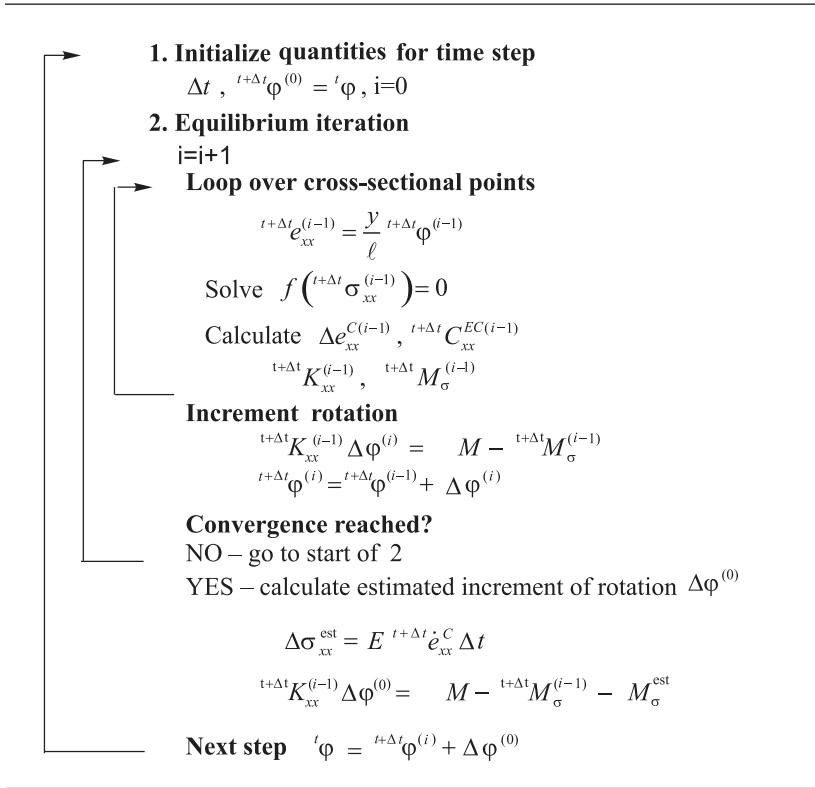 1. Initialize quantities for time step
Δt , ᵗ⁺Δᵗφ⁽⁰⁾ = ᵗφ , i=0
2. Equilibrium iteration
i=i+1
Loop over cross-sectional points
$^{t+Δt}e_{xx}^{(i-1)} = \frac{y}{ℓ} \, ^{t+Δt}φ^{(i-1)}$
Solve $f(^{t+Δt}σ_{xx}^{(i-1)}) = 0$
Calculate $Δe_{xx}^{C(i-1)} , \, ^{t+Δt}C_{xx}^{EC(i-1)}$
$^{t+Δt}K_{xx}^{(i-1)} , \, ^{t+Δt}M_{σ}^{(i-1)}$
Increment rotation
$^{t+Δt}K_{xx}^{(i-1)} Δφ^{(i)} = M - \, ^{t+Δt}M_{σ}^{(i-1)}$
$^{t+Δt}φ^{(i)} = \, ^{t+Δt}φ^{(i-1)} + Δφ^{(i)}$
Convergence reached?
NO – go to start of 2
YES – calculate estimated increment of rotation $Δφ^{(0)}$
$Δσ_{xx}^{est} = E \, ^{t+Δt}\dot{e}_{xx}^{C} Δt$
$^{t+Δt}K_{xx}^{(i-1)} Δφ^{(0)} = M - \, ^{t+Δt}M_{σ}^{(i-1)} - M_{σ}^{est}$
Next step $^{t}φ = \, ^{t+Δt}φ^{(i)} + Δφ^{(0)}$